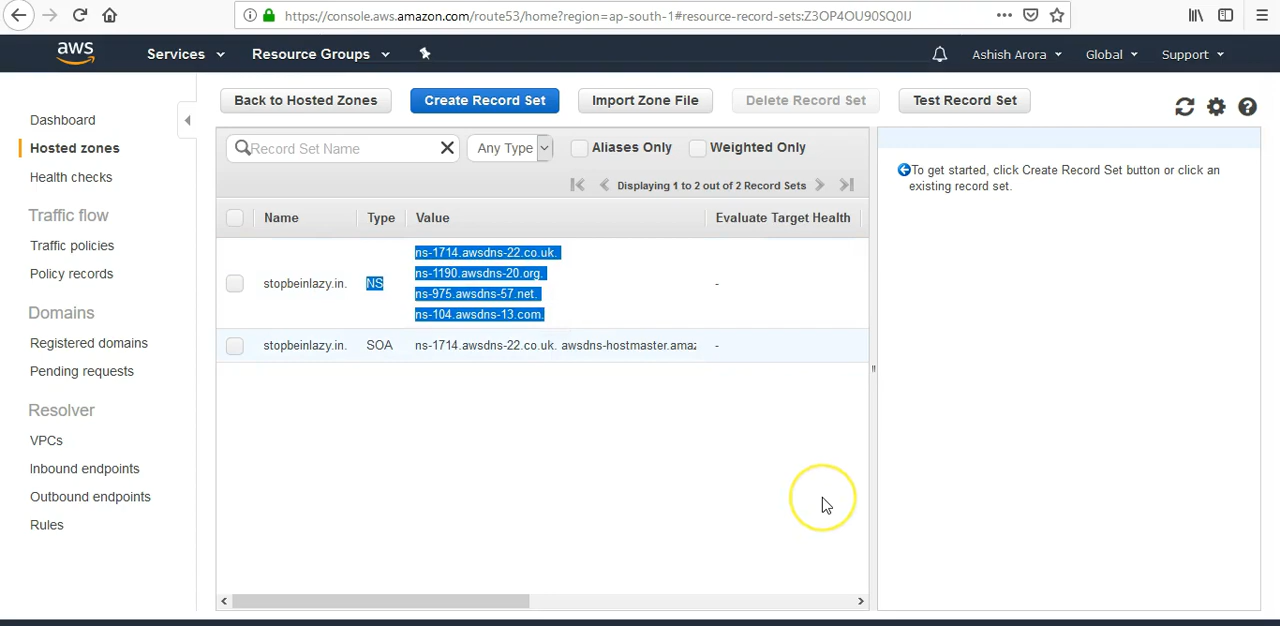 https://console.aws.amazon.com/route53/home?region=ap-south-1#resource-record-sets:Z3OP4OU90SQ0IJ
aws Services Resource Groups Ashish Arora Global Support
Dashboard
Hosted zones
Health checks
Traffic flow
Traffic policies
Policy records
Domains
Registered domains
Pending requests
Resolver
VPCs
Inbound endpoints
Outbound endpoints
Rules
Back to Hosted Zones Create Record Set Import Zone File Delete Record Set Test Record Set
Record Set Name Any Type Aliases Only Weighted Only
Displaying 1 to 2 out of 2 Record Sets
Name Type Value Evaluate Target Health
stopbeinlazy.in. NS
ns-1714.awsdns-22.co.uk.
ns-1190.awsdns-20.org.
ns-975.awsdns-57.net.
ns-104.awsdns-13.com.
-
stopbeinlazy.in. SOA ns-1714.awsdns-22.co.uk. awsdns-hostmaster.amaz -
To get started, click Create Record Set button or click an
existing record set.